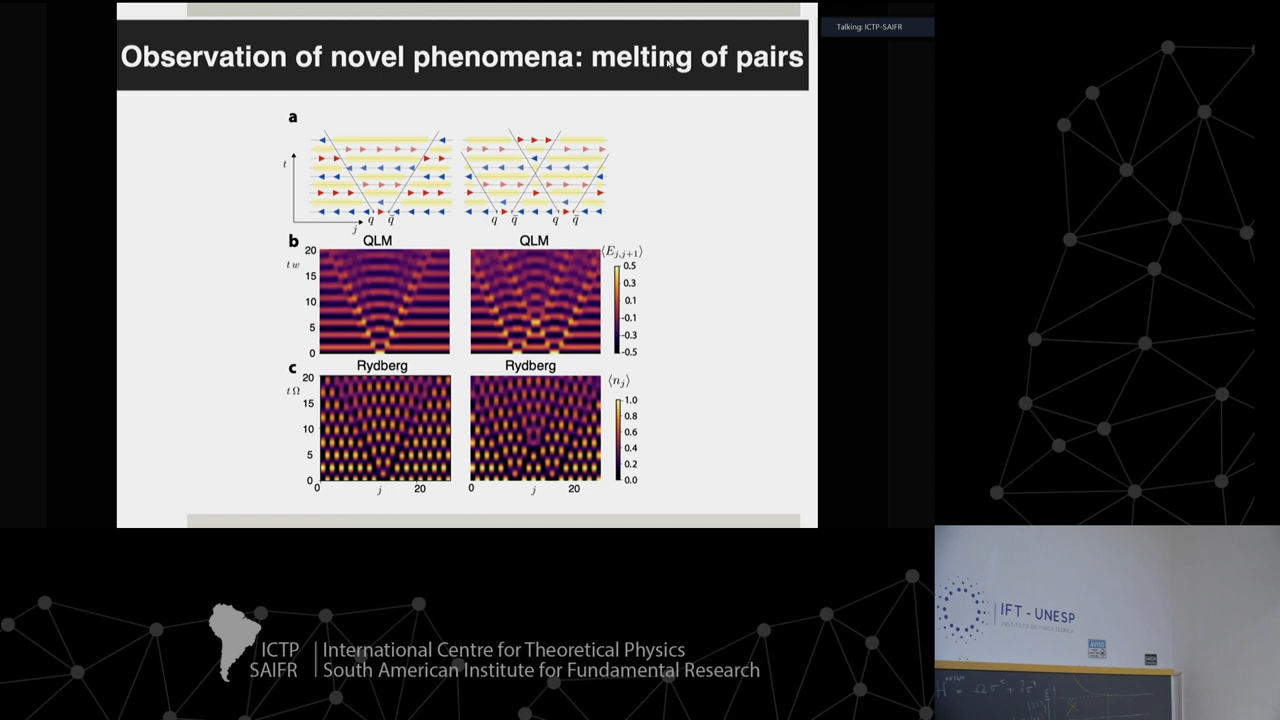 Talking: ICTP-SAIFR
Observation of novel phenomena: melting of pairs
a
t
j
q q̄
q q̄ q q̄
b
QLM
QLM
⟨E_{j,j+1}⟩
t w
20
15
10
5
0
0.5
0.3
0.1
-0.1
-0.3
-0.5
c
Rydberg
Rydberg
⟨n_j⟩
t Ω
20
15
10
5
0
1.0
0.8
0.6
0.4
0.2
0.0
0 j 20
0 j 20
ICTP | International Centre for Theoretical Physics
SAIFR | South American Institute for Fundamental Research
IFT - UNESP